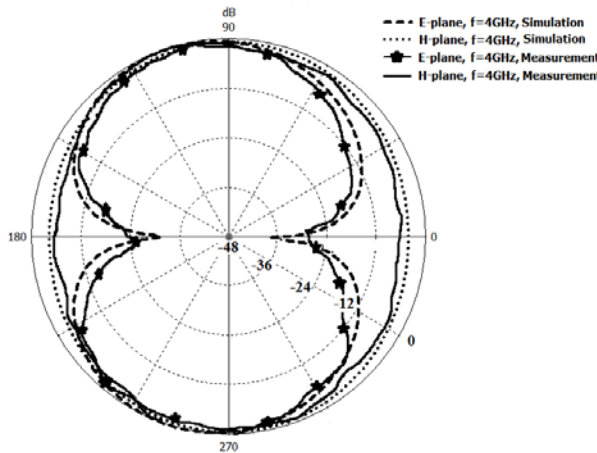 dB
90
E-plane, f=4GHz, Simulation
H-plane, f=4GHz, Simulation
E-plane, f=4GHz, Measurement
H-plane, f=4GHz, Measurement
180
0
-48
-36
-24
-12
0
270